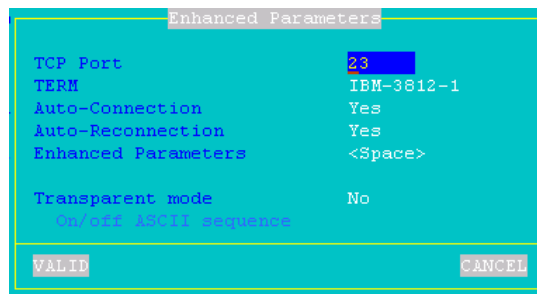 Enhanced Parameters
TCP Port 23
TERM IBM-3812-1
Auto-Connection Yes
Auto-Reconnection Yes
Enhanced Parameters <Space>
Transparent mode No
On/off ASCII sequence
VALID CANCEL